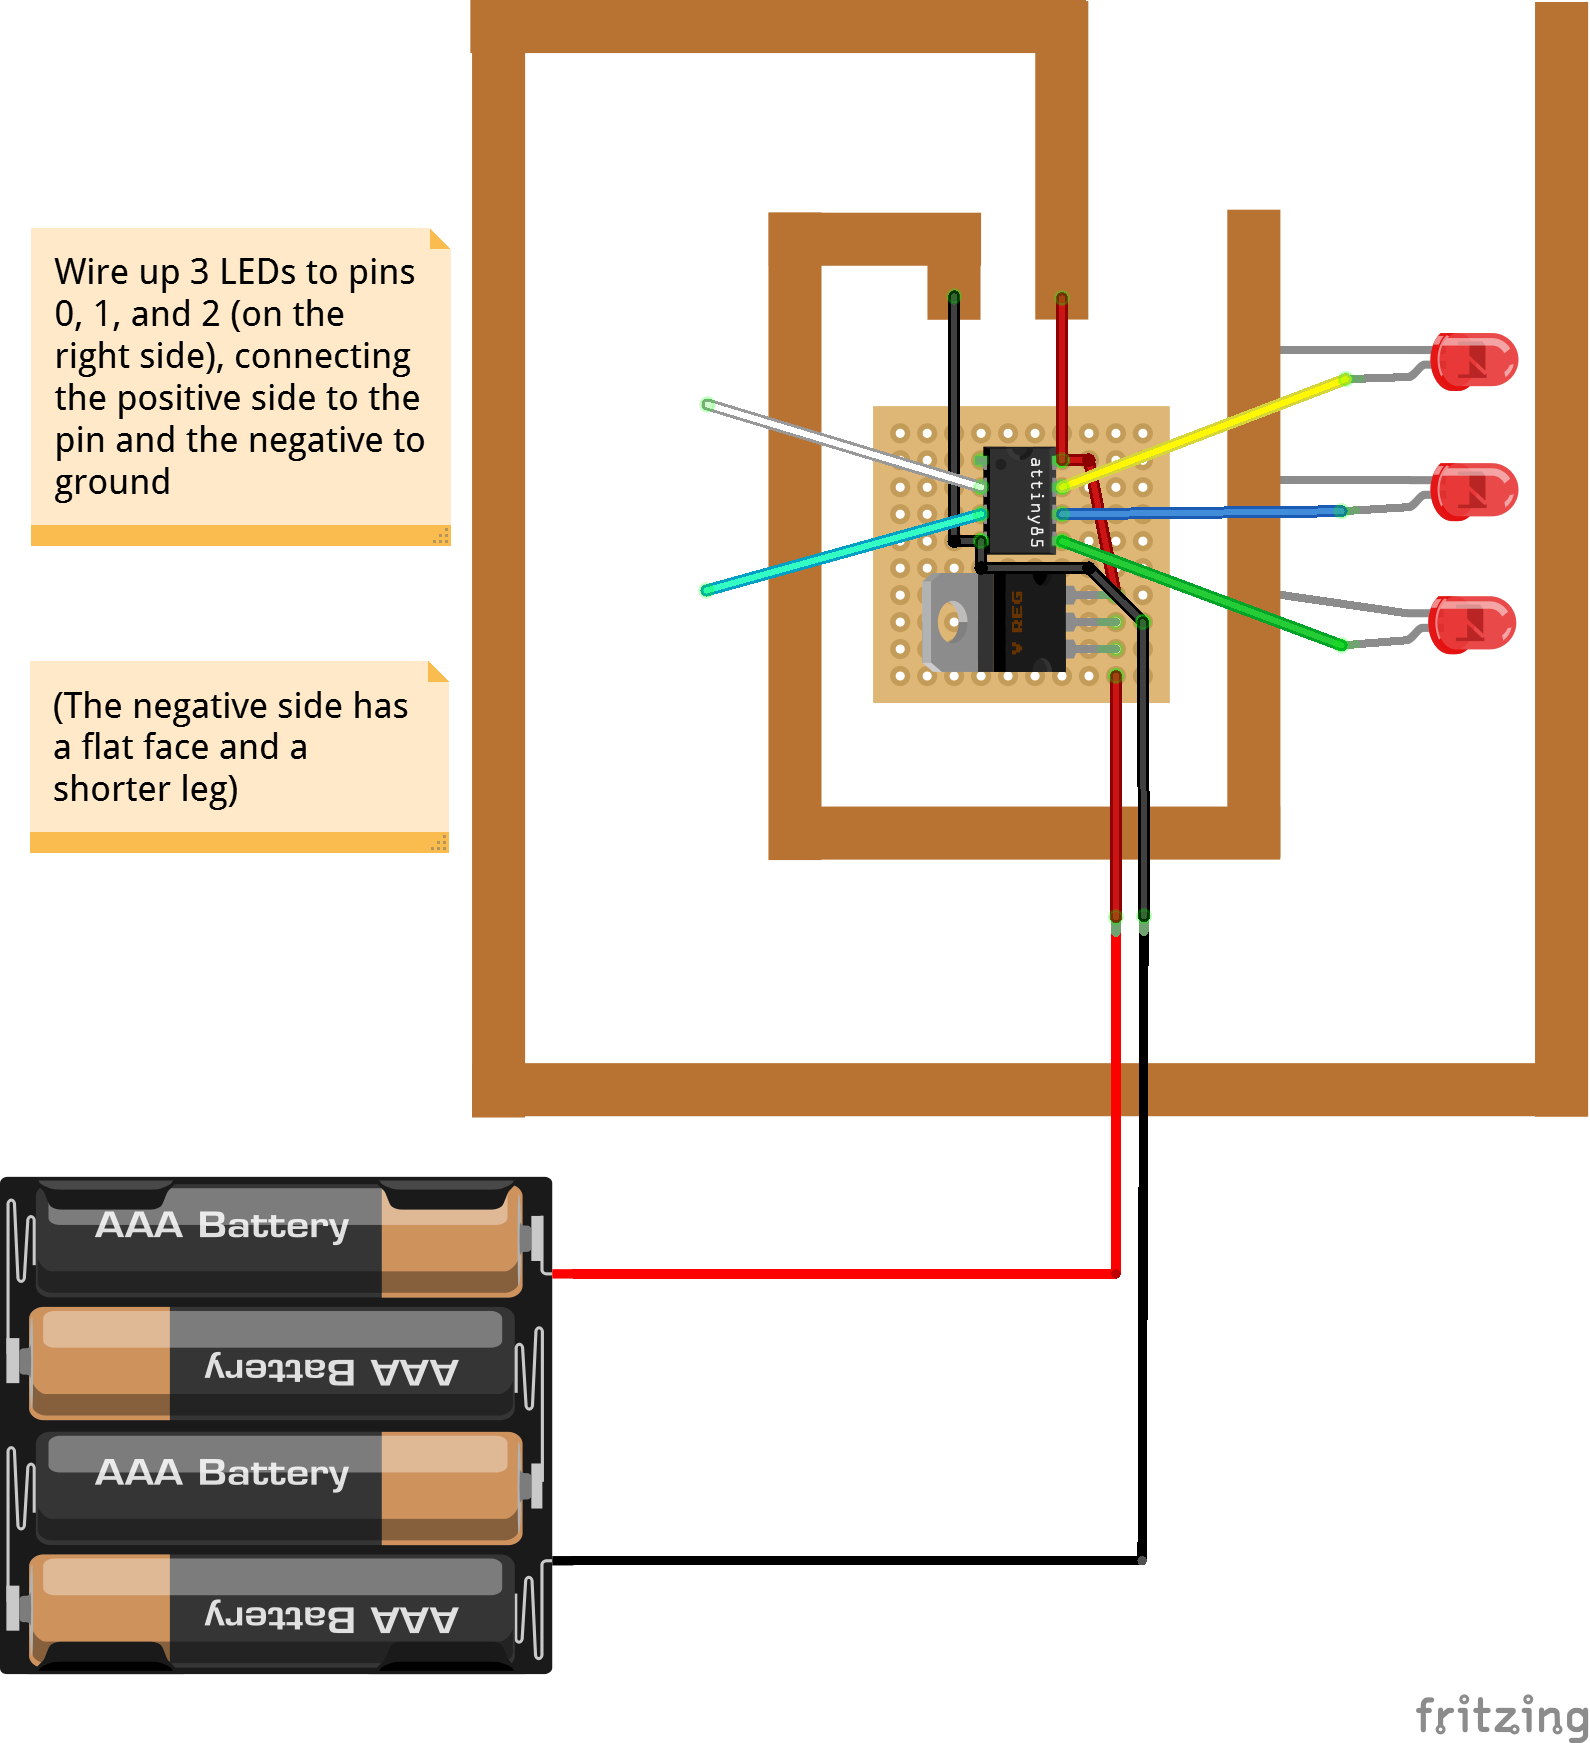 Wire up 3 LEDs to pins
0, 1, and 2 (on the
right side), connecting
the positive side to the
pin and the negative to
ground
attiny85
V REG
(The negative side has
a flat face and a
shorter leg)
AAA Battery
AAA Battery
AAA Battery
AAA Battery
fritzing